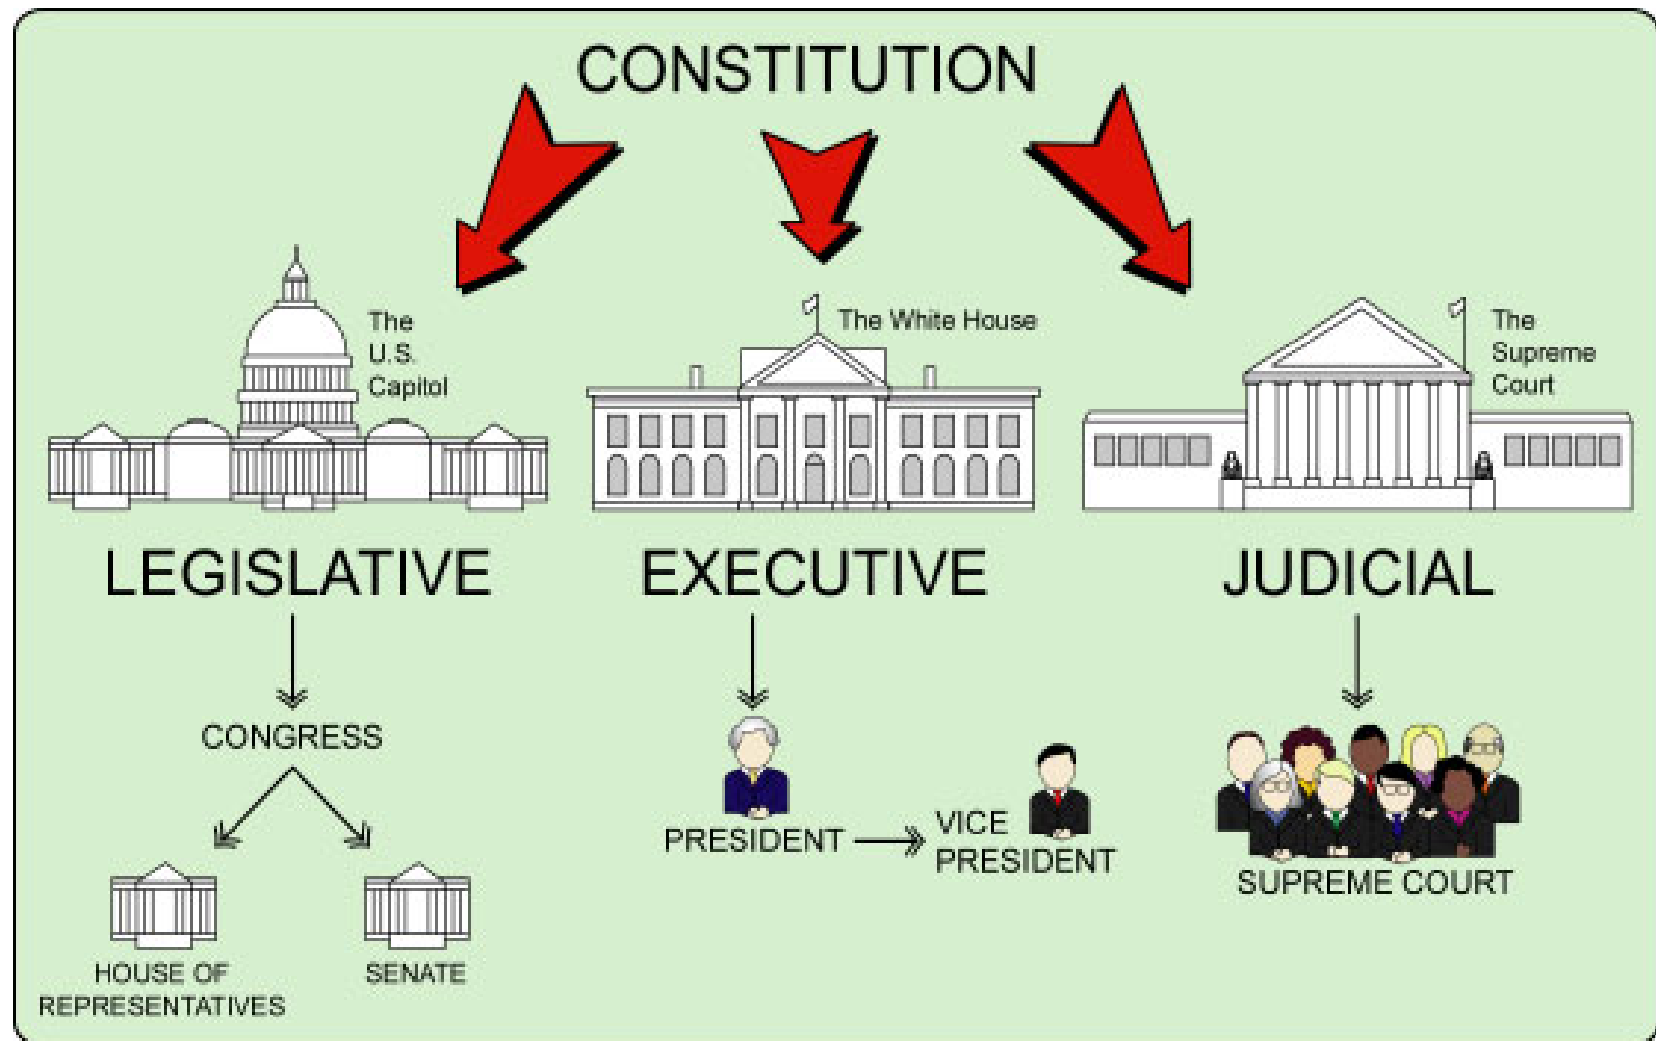 CONSTITUTION
The
U.S.
Capitol
The White House
The
Supreme
Court
LEGISLATIVE
EXECUTIVE
JUDICIAL
CONGRESS
HOUSE OF
REPRESENTATIVES
SENATE
PRESIDENT
VICE
PRESIDENT
SUPREME COURT